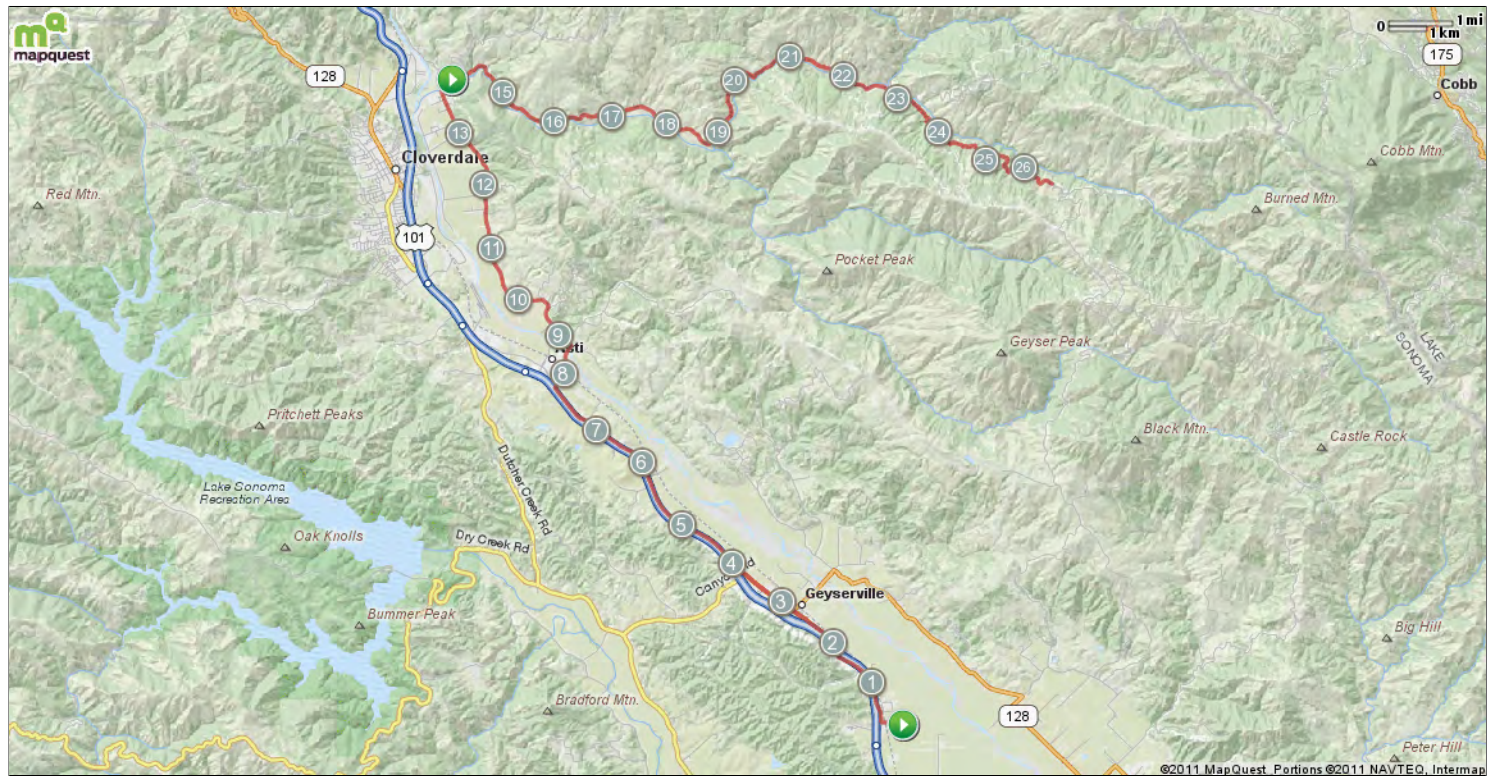 mapquest
0 1 mi
1 km
175
Cobb
128
21
20
22
15
23
16
17
18
19
24
13
Cloverdale
25
26
Cobb Mtn.
12
Red Mtn.
Burned Mtn.
101
11
Pocket Peak
10
9
Asti
8
Geyser Peak
LAKE
SONOMA
Pritchett Peaks
7
Black Mtn.
Castle Rock
6
Dutcher Creek Rd
Lake Sonoma
Recreation Area
5
Oak Knolls
Dry Creek Rd
4
3
Geyserville
Bummer Peak
2
Big Hill
1
Bradford Mtn.
128
Peter Hill
©2011 MapQuest Portions ©2011 NAVTEQ, Intermap